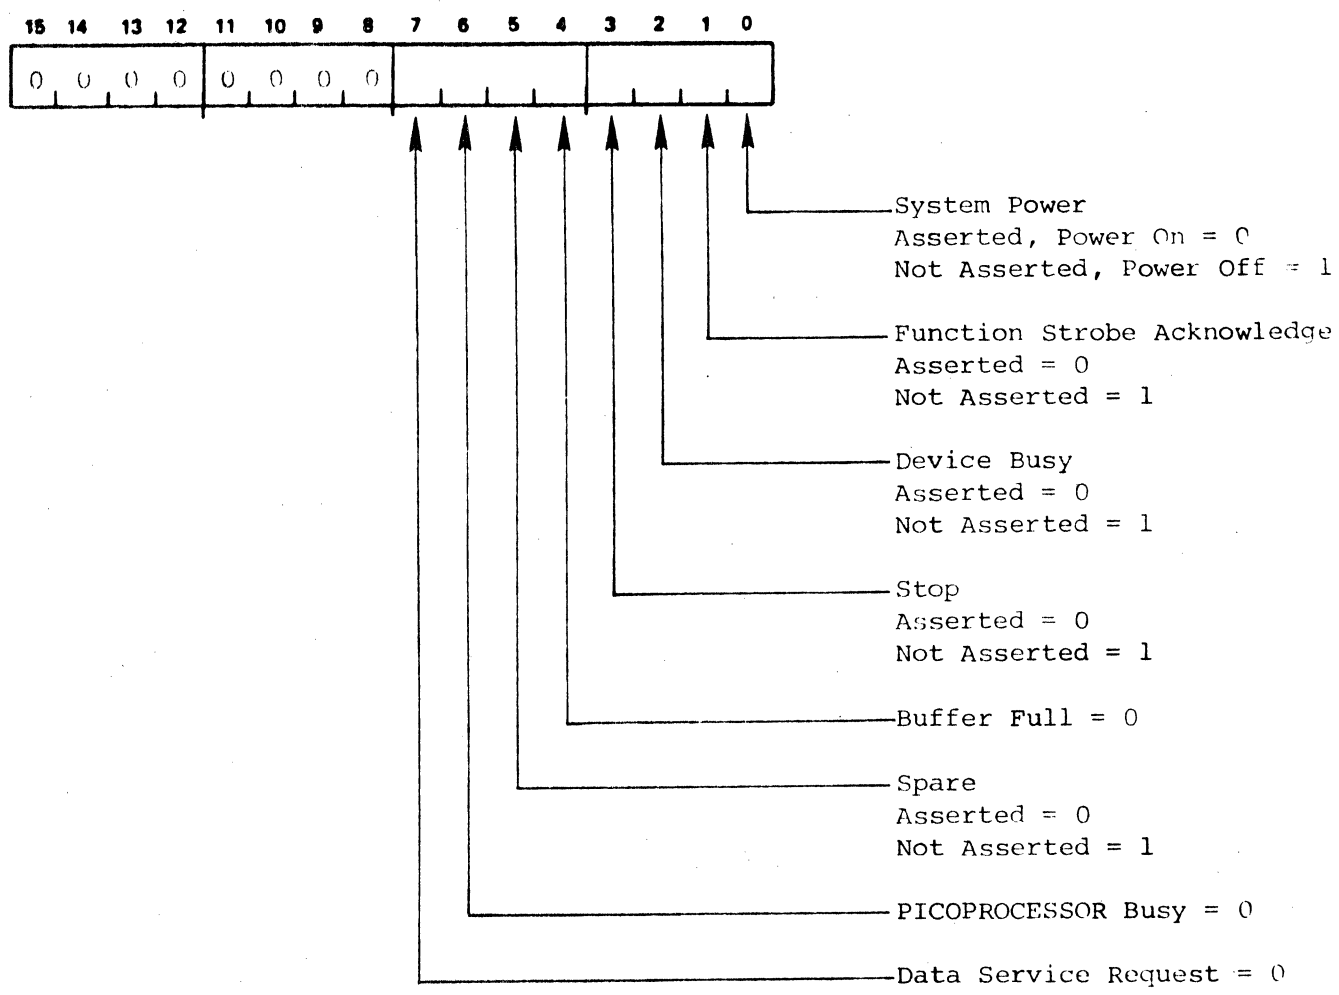 15 14 13 12 11 10 9 8 7 6 5 4 3 2 1 0
0 0 0 0 0 0 0 0
System Power
Asserted, Power On = 0
Not Asserted, Power Off = 1
Function Strobe Acknowledge
Asserted = 0
Not Asserted = 1
Device Busy
Asserted = 0
Not Asserted = 1
Stop
Asserted = 0
Not Asserted = 1
Buffer Full = 0
Spare
Asserted = 0
Not Asserted = 1
PICOPROCESSOR Busy = 0
Data Service Request = 0